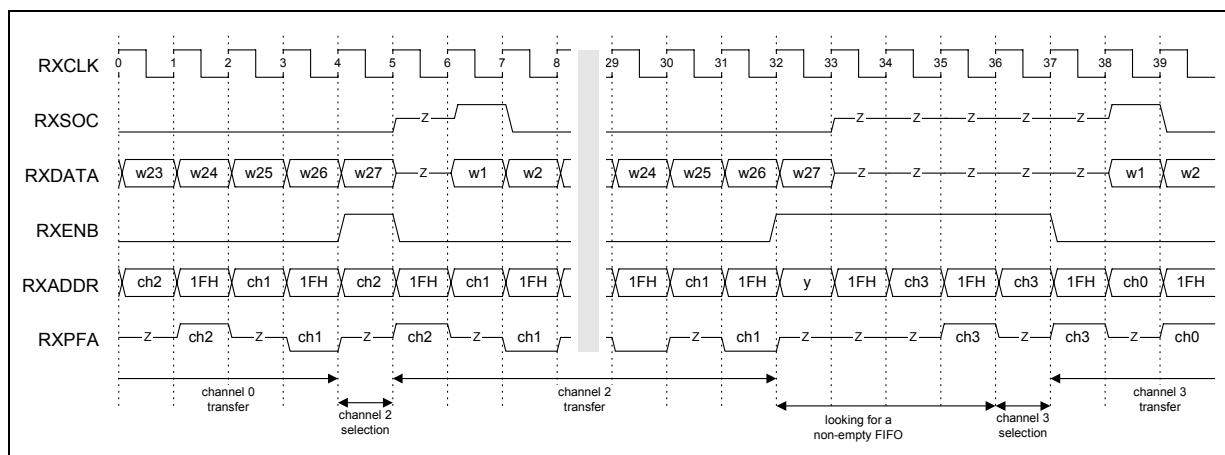 RXCLK 0 1 2 3 4 5 6 7 8 29 30 31 32 33 34 35 36 37 38 39
RXSOC Z Z Z Z Z Z
RXDATA w23 w24 w25 w26 w27 Z w1 w2 w24 w25 w26 w27 Z Z Z Z Z w1 w2
RXENB
RXADDR ch2 1FH ch1 1FH ch2 1FH ch1 1FH 1FH ch1 1FH y 1FH ch3 1FH ch3 1FH ch0 1FH
RXPFA Z ch2 Z ch1 Z ch2 Z ch1 Z ch1 Z Z Z ch3 Z ch3 Z ch0
channel 0
transfer
channel 2
selection
channel 2
transfer
looking for a
non-empty FIFO
channel 3
selection
channel 3
transfer